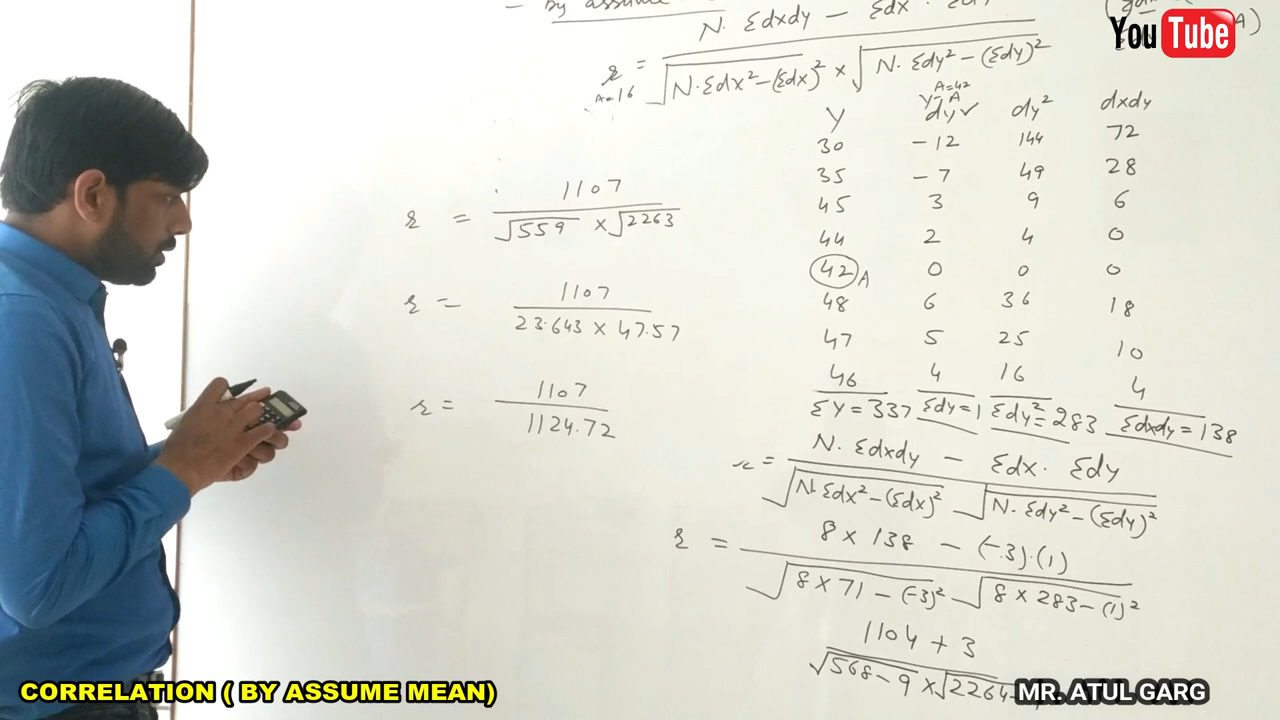 - By assume
N. Σdxdy - Σdx .
r = N. Σdxdy - Σdx . / √N.Σdx²-(Σdx)² × √N. Σdy²-(Σdy)²
A=16
You Tube
A)
A=42
Y-A
Y dy✓ dy² dxdy
30 -12 144 72
35 -7 49 28
45 3 9 6
44 2 4 0
42 A 0 0 0
48 6 36 18
47 5 25 10
46 4 16 4
ΣY=337 Σdy=1 Σdy²=283 Σdxdy=138
r = 1107 / √559 × √2263
r = 1107 / 23.643 × 47.57
r = 1107 / 1124.72
r = N. Σdxdy - Σdx. Σdy / √N.Σdx²-(Σdx)² √N. Σdy²-(Σdy)²
r = 8 × 138 - (-3).(1) / √8 × 71 - (-3)² √8 × 283 - (1)²
1104 + 3
√568-9 × √2264-
CORRELATION ( BY ASSUME MEAN)
MR. ATUL GARG